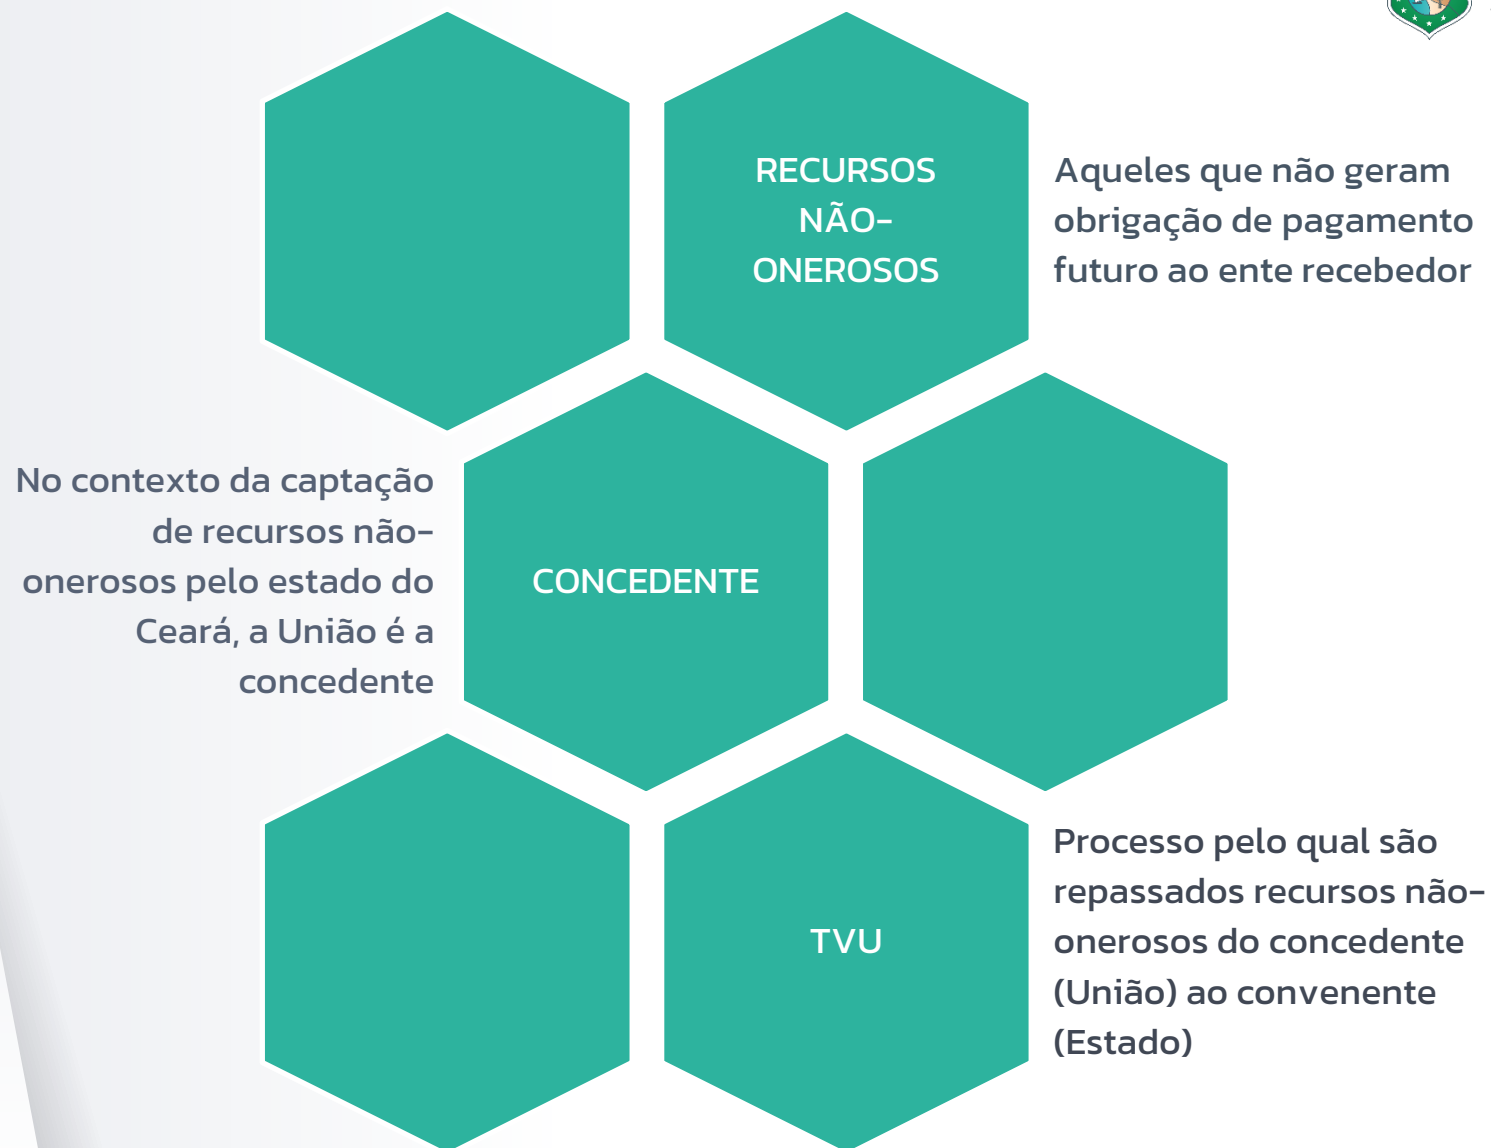 RECURSOS
NÃO-
ONEROSOS
Aqueles que não geram
obrigação de pagamento
futuro ao ente recebedor
No contexto da captação
de recursos não-
onerosos pelo estado do
Ceará, a União é a
concedente
CONCEDENTE
TVU
Processo pelo qual são
repassados recursos não-
onerosos do concedente
(União) ao convenente
(Estado)